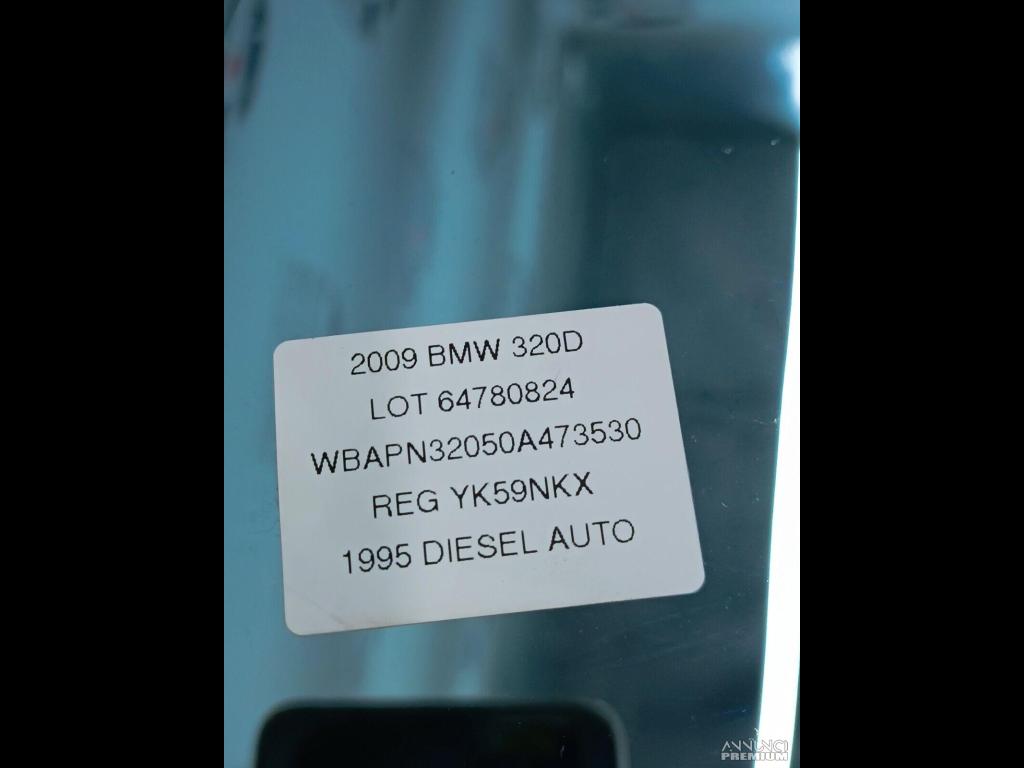 2009 BMW 320D
LOT 64780824
WBAPN32050A473530
REG YK59NKX
1995 DIESEL AUTO
ANNUNCI
PREMIUM